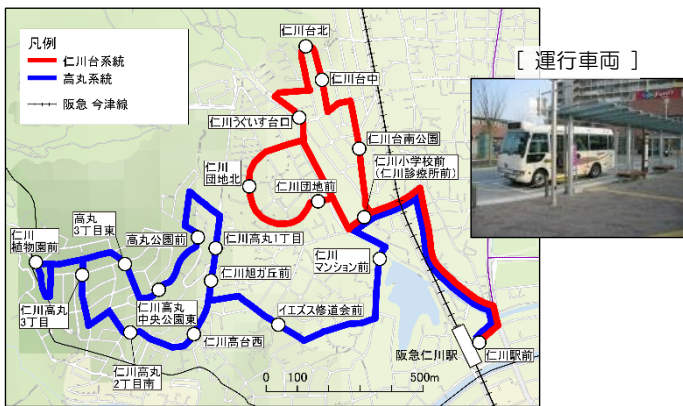 凡例
仁川台系統
高丸系統
阪急 今津線
[ 運行車両 ]
仁川台北
仁川台中
仁川うぐいす台口
仁川台南公園
仁川
団地北
仁川団地前
仁川小学校前
(仁川診療所前)
高丸
3丁目東
高丸公園前
仁川高丸1丁目
仁川
植物園前
仁川
マンション前
仁川旭ガ丘前
仁川高丸
3丁目
仁川高丸
中央公園東
イエズス修道会前
仁川高台西
仁川高丸
2丁目南
阪急仁川駅
仁川駅前
0 100 500m